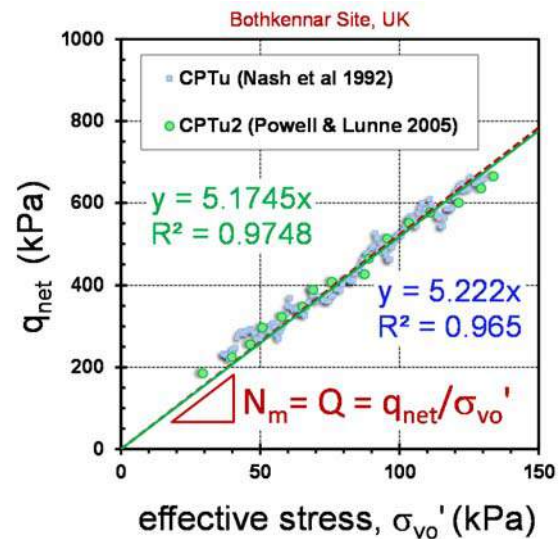 Bothkennar Site, UK
1000
800
600
400
200
0
q_net (kPa)
CPTu (Nash et al 1992)
CPTu2 (Powell & Lunne 2005)
y = 5.1745x
R² = 0.9748
y = 5.222x
R² = 0.965
N_m = Q = q_net/σ_vo'
0 50 100 150
effective stress, σ_vo' (kPa)